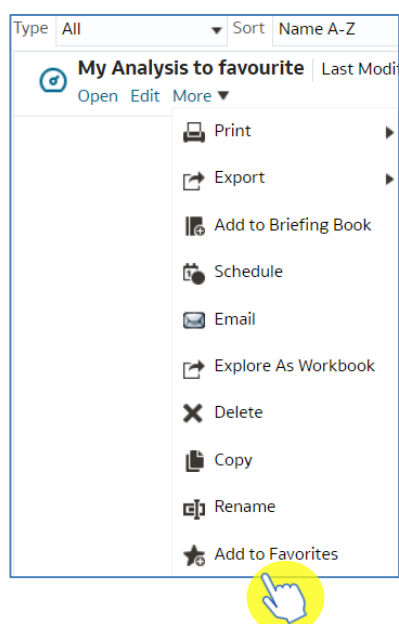 Type All Sort Name A-Z
My Analysis to favourite Last Modif
Open Edit More
Print
Export
Add to Briefing Book
Schedule
Email
Explore As Workbook
Delete
Copy
Rename
Add to Favorites